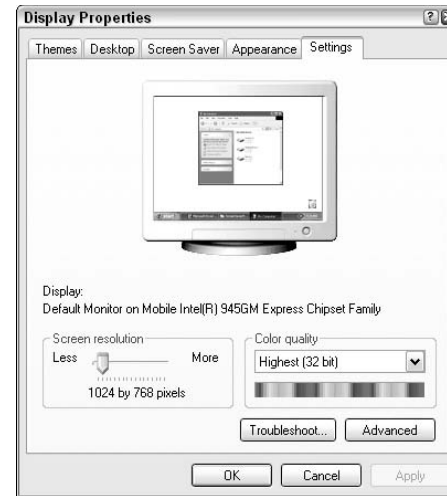 Display Properties
Themes Desktop Screen Saver Appearance Settings
Display:
Default Monitor on Mobile Intel(R) 945GM Express Chipset Family
Screen resolution
Less More
1024 by 768 pixels
Color quality
Highest (32 bit)
Troubleshoot... Advanced
OK Cancel Apply